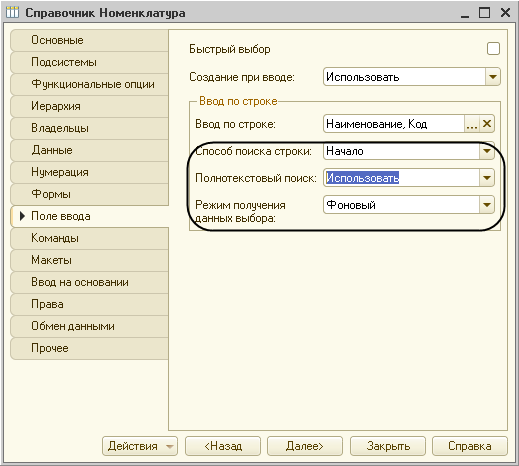 Справочник Номенклатура
Основные
Подсистемы
Функциональные опции
Иерархия
Владельцы
Данные
Нумерация
Формы
Поле ввода
Команды
Макеты
Ввод на основании
Права
Обмен данными
Прочее
Быстрый выбор
Создание при вводе: Использовать
Ввод по строке
Ввод по строке: Наименование, Код ...
Способ поиска строки: Начало
Полнотекстовый поиск: Использовать
Режим получения
данных выбора: Фоновый
Действия <Назад Далее> Закрыть Справка